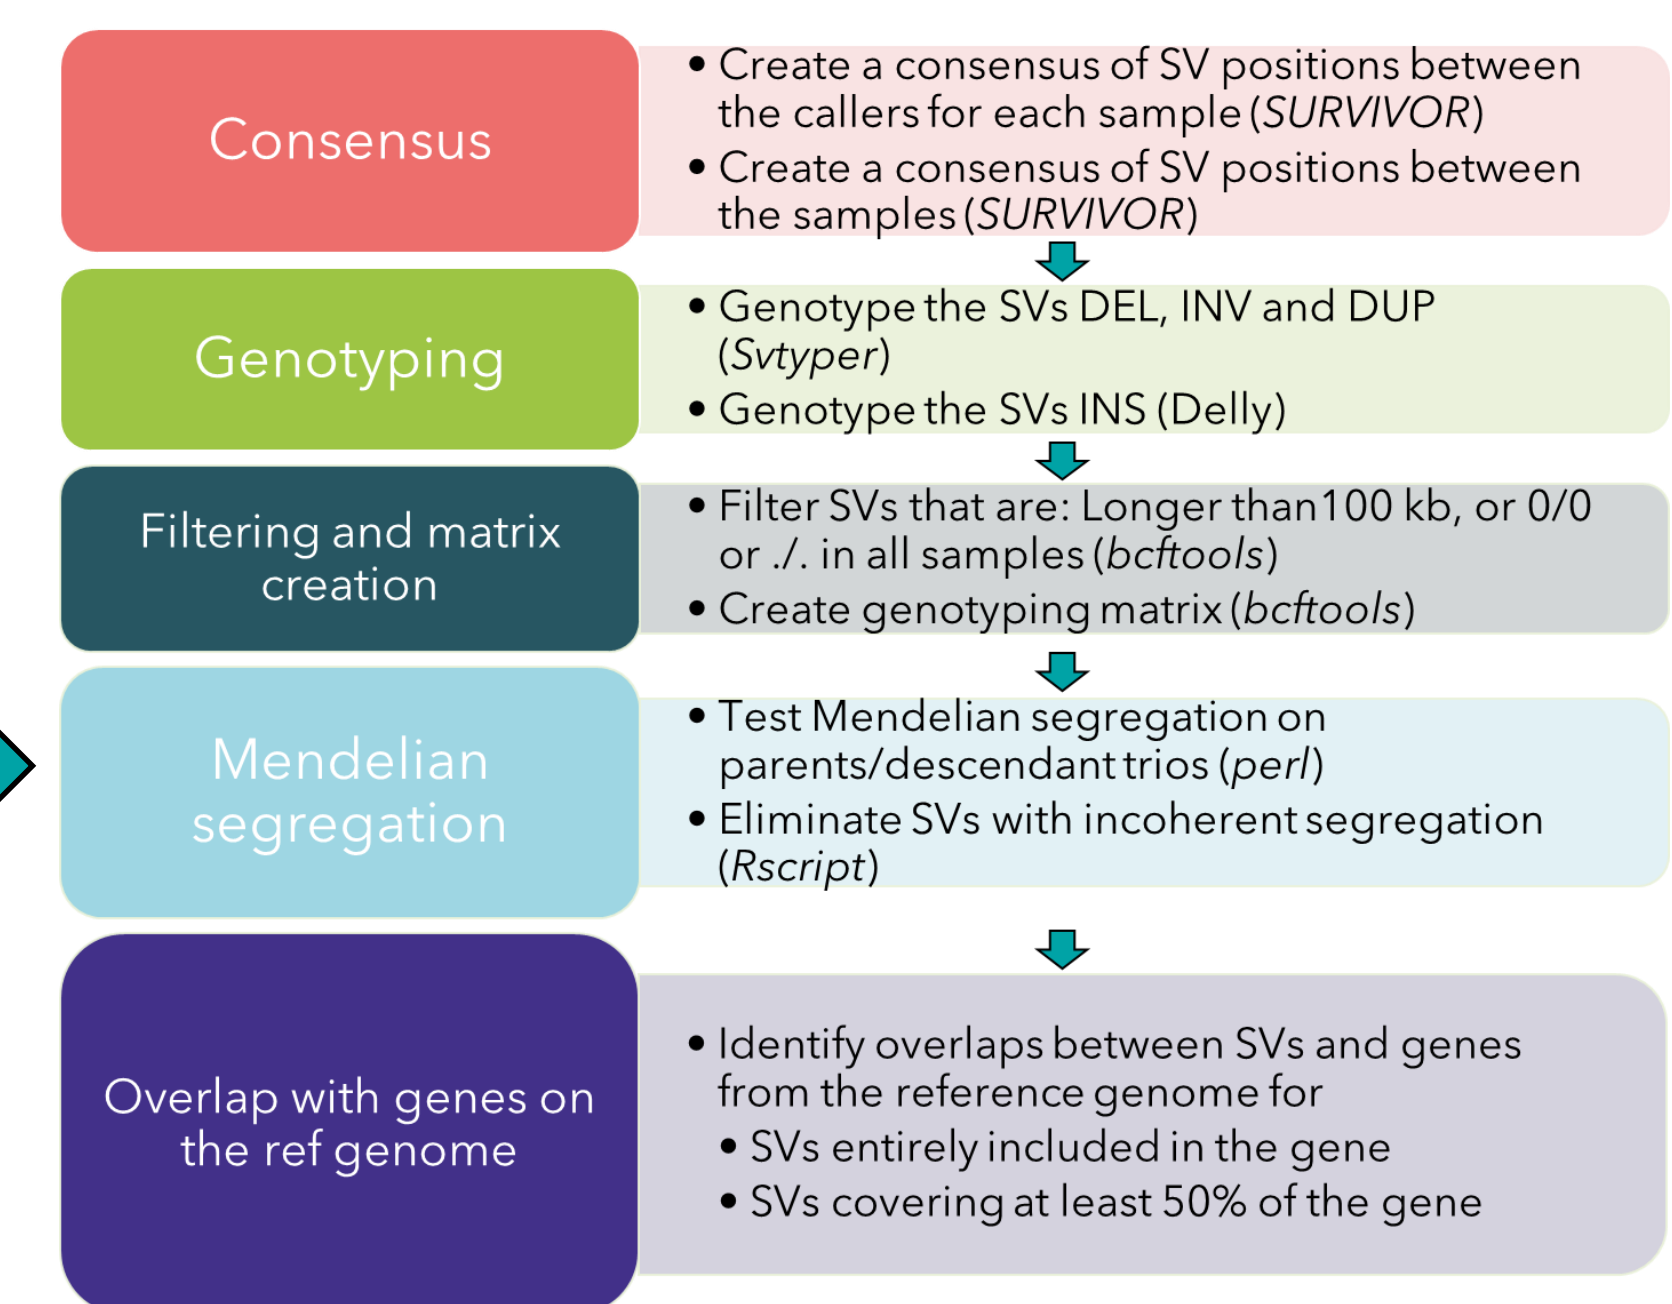 Consensus
• Create a consensus of SV positions between
the callers for each sample (SURVIVOR)
• Create a consensus of SV positions between
the samples (SURVIVOR)
Genotyping
• Genotype the SVs DEL, INV and DUP
(Svtyper)
• Genotype the SVs INS (Delly)
Filtering and matrix
creation
• Filter SVs that are: Longer than100 kb, or 0/0
or ./. in all samples (bcftools)
• Create genotyping matrix (bcftools)
Mendelian
segregation
• Test Mendelian segregation on
parents/descendant trios (perl)
• Eliminate SVs with incoherent segregation
(Rscript)
Overlap with genes on
the ref genome
• Identify overlaps between SVs and genes
from the reference genome for
• SVs entirely included in the gene
• SVs covering at least 50% of the gene